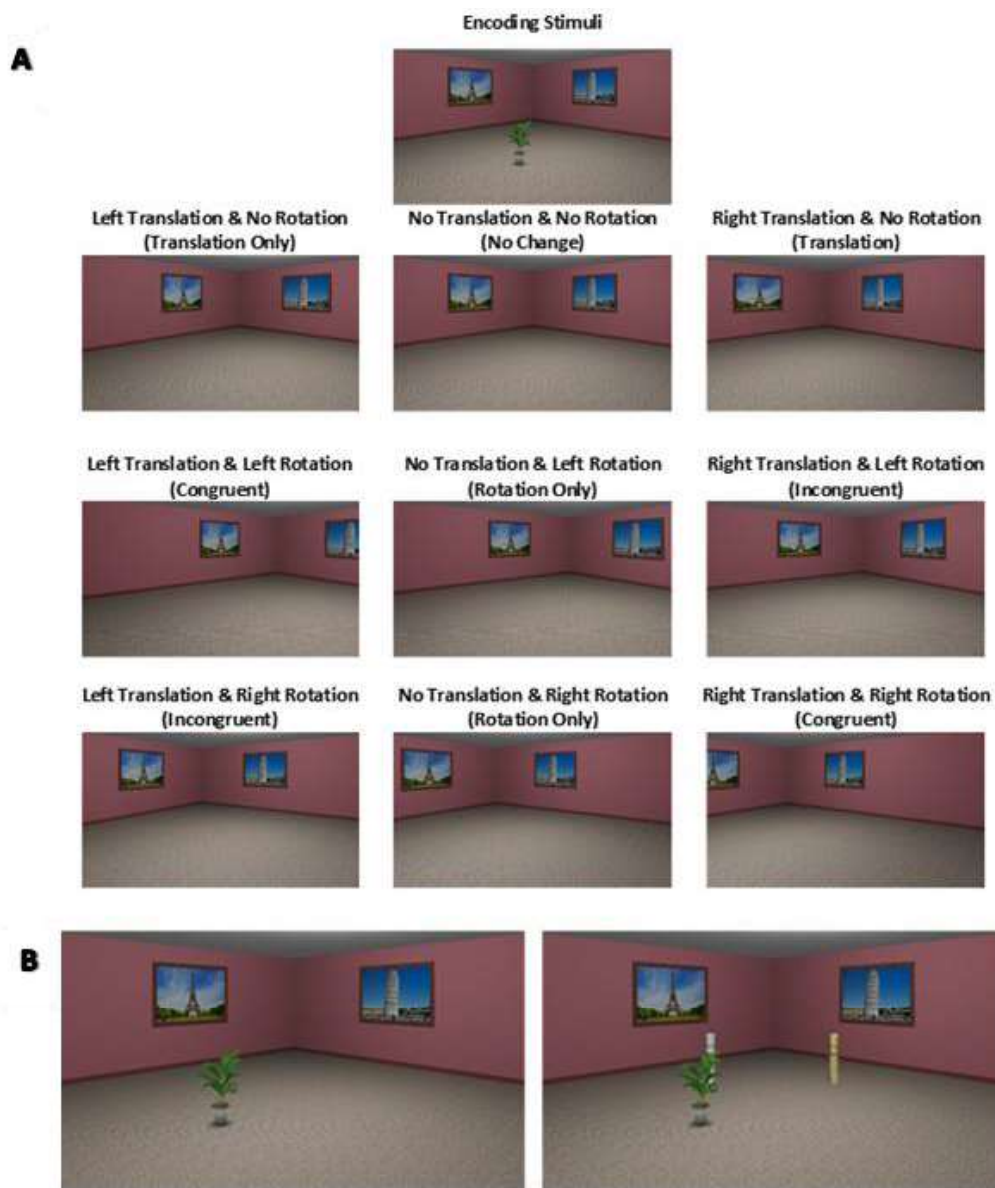 Encoding Stimuli
A
Left Translation & No Rotation
(Translation Only)
No Translation & No Rotation
(No Change)
Right Translation & No Rotation
(Translation)
Left Translation & Left Rotation
(Congruent)
No Translation & Left Rotation
(Rotation Only)
Right Translation & Left Rotation
(Incongruent)
Left Translation & Right Rotation
(Incongruent)
No Translation & Right Rotation
(Rotation Only)
Right Translation & Right Rotation
(Congruent)
B